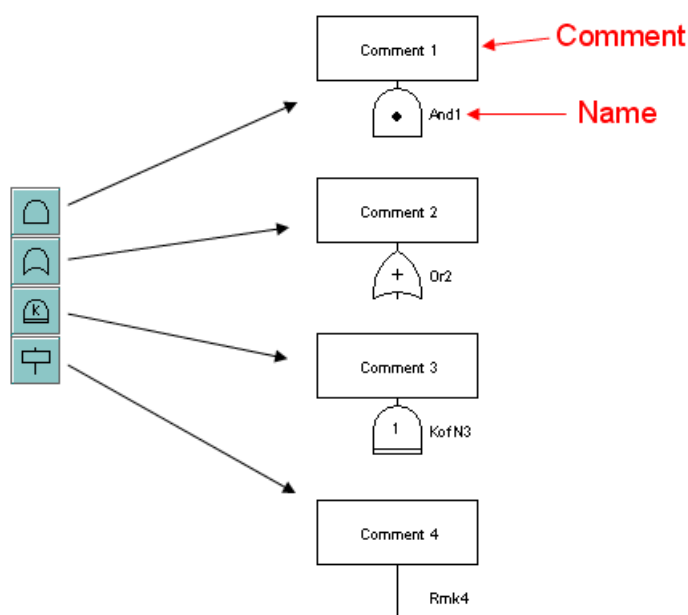 Comment 1
Comment
And1
Name
Comment 2
Or2
K
Comment 3
1
KofN3
Comment 4
Rmk4